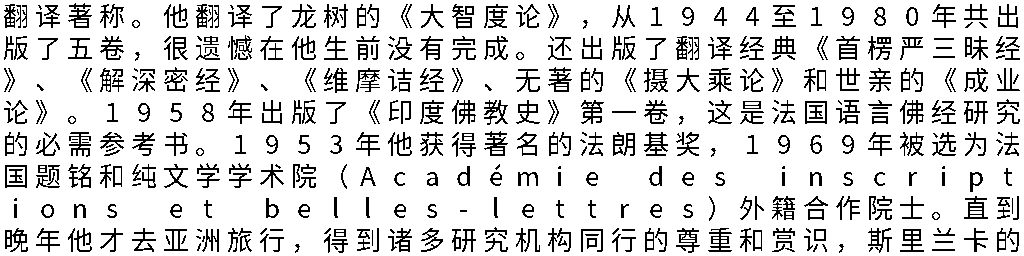 翻译著称。他翻译了龙树的《大智度论》，从1944至1980年共出
版了五卷，很遗憾在他生前没有完成。还出版了翻译经典《首楞严三昧经
》、《解深密经》、《维摩诘经》、无著的《摄大乘论》和世亲的《成业
论》。1958年出版了《印度佛教史》第一卷，这是法国语言佛经研究
的必需参考书。1953年他获得著名的法朗基奖，1969年被选为法
国题铭和纯文学学术院（Académie des inscript
ions et belles-lettres）外籍合作院士。直到
晚年他才去亚洲旅行，得到诸多研究机构同行的尊重和赏识，斯里兰卡的